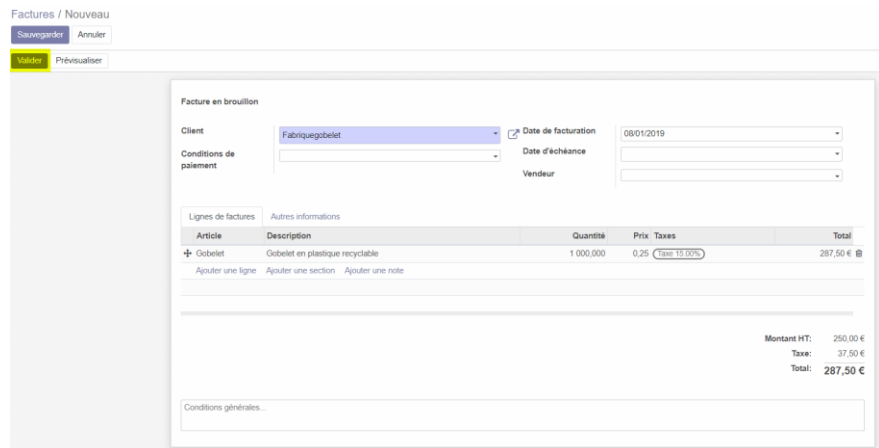 Factures / Nouveau
Sauvegarder Annuler
Valider Prévisualiser
Facture en brouillon
Client Fabriquegobelet Date de facturation 08/01/2019
Conditions de paiement Date d'échéance
Vendeur
Lignes de factures Autres informations
Article Description Quantité Prix Taxes Total
Gobelet Gobelet en plastique recyclable 1 000,000 0,25 Taxe 15.00% 287,50 €
Ajouter une ligne Ajouter une section Ajouter une note
Montant HT: 250,00 €
Taxe: 37,50 €
Total: 287,50 €
Conditions générales...